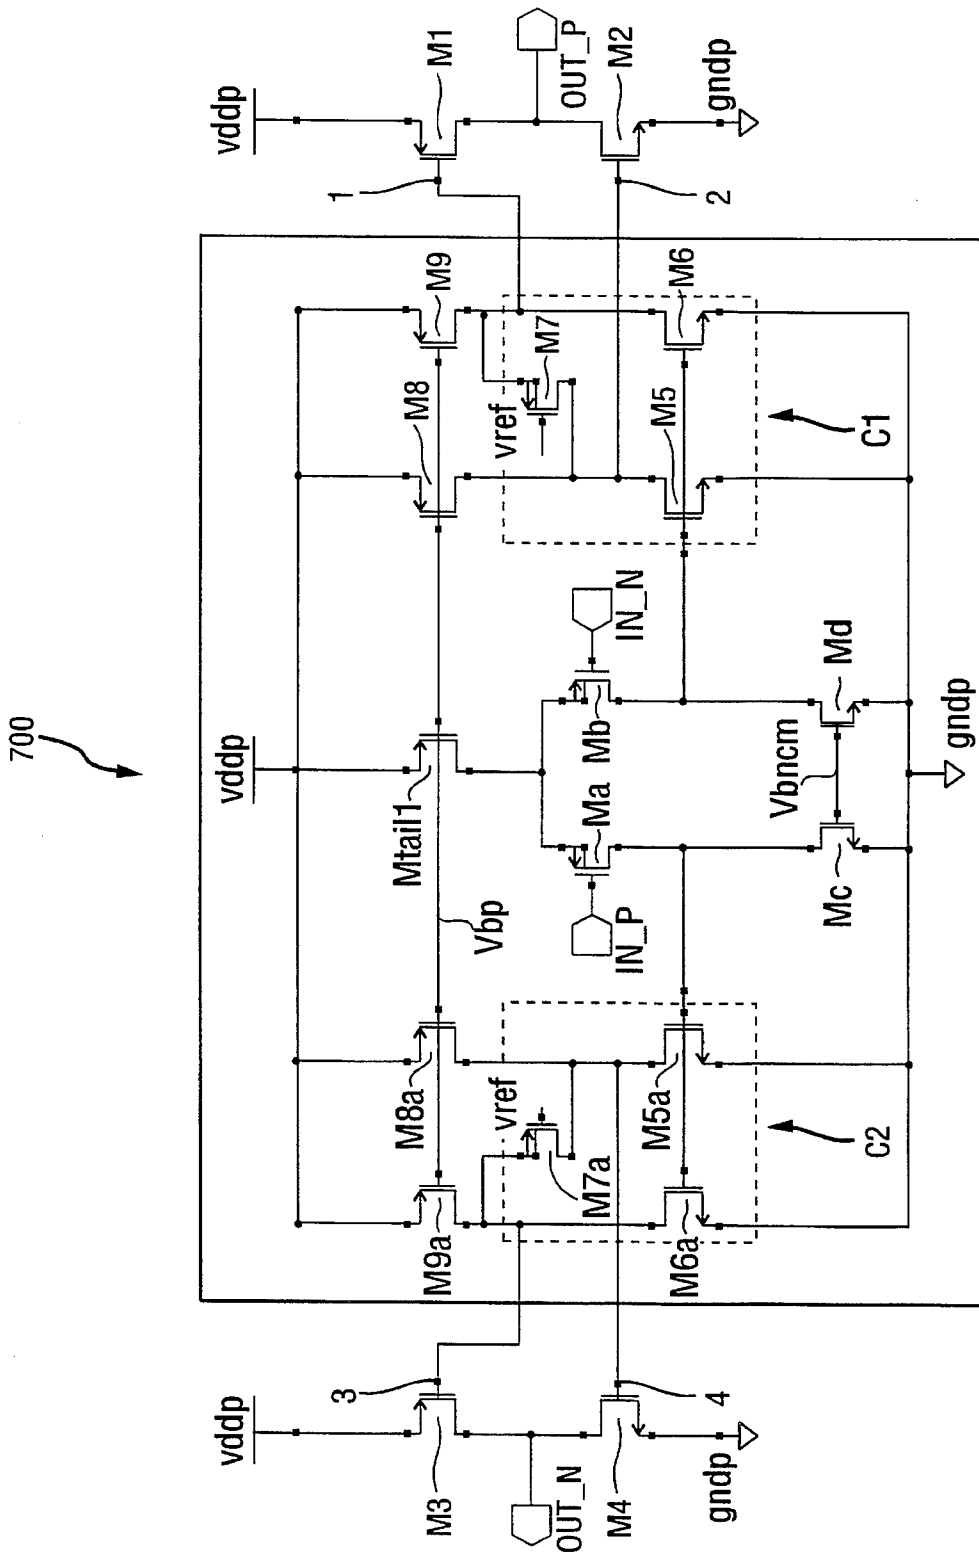 700
vddp
vddp
vddp
M3
3
M9a
M8a
Vbp
Mtail1
M8
M9
1
M1
OUT_N
vref
M7a
IN_P
Ma
Mb
IN_N
vref
M7
OUT_P
M4
4
M6a
M5a
M5
M6
2
M2
gndp
C2
Mc
Vbncm
Md
C1
gndp
gndp